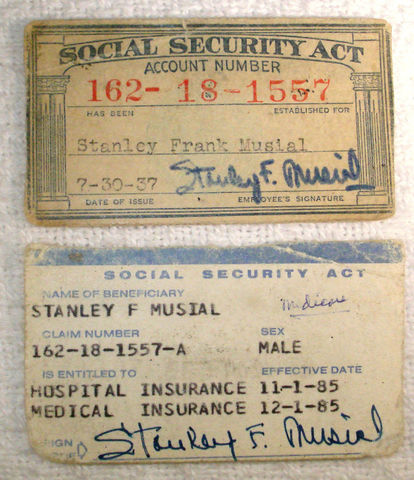 SOCIAL SECURITY ACT
ACCOUNT NUMBER
162- 18-1557
HAS BEEN ESTABLISHED FOR
Stanley Frank Musial
7-30-37 Stanley F. Musial
DATE OF ISSUE EMPLOYEE'S SIGNATURE
SOCIAL SECURITY ACT
NAME OF BENEFICIARY
STANLEY F MUSIAL Medicare
CLAIM NUMBER SEX
162-18-1557-A MALE
IS ENTITLED TO EFFECTIVE DATE
HOSPITAL INSURANCE 11-1-85
MEDICAL INSURANCE 12-1-85
SIGN Stanley F. Musial